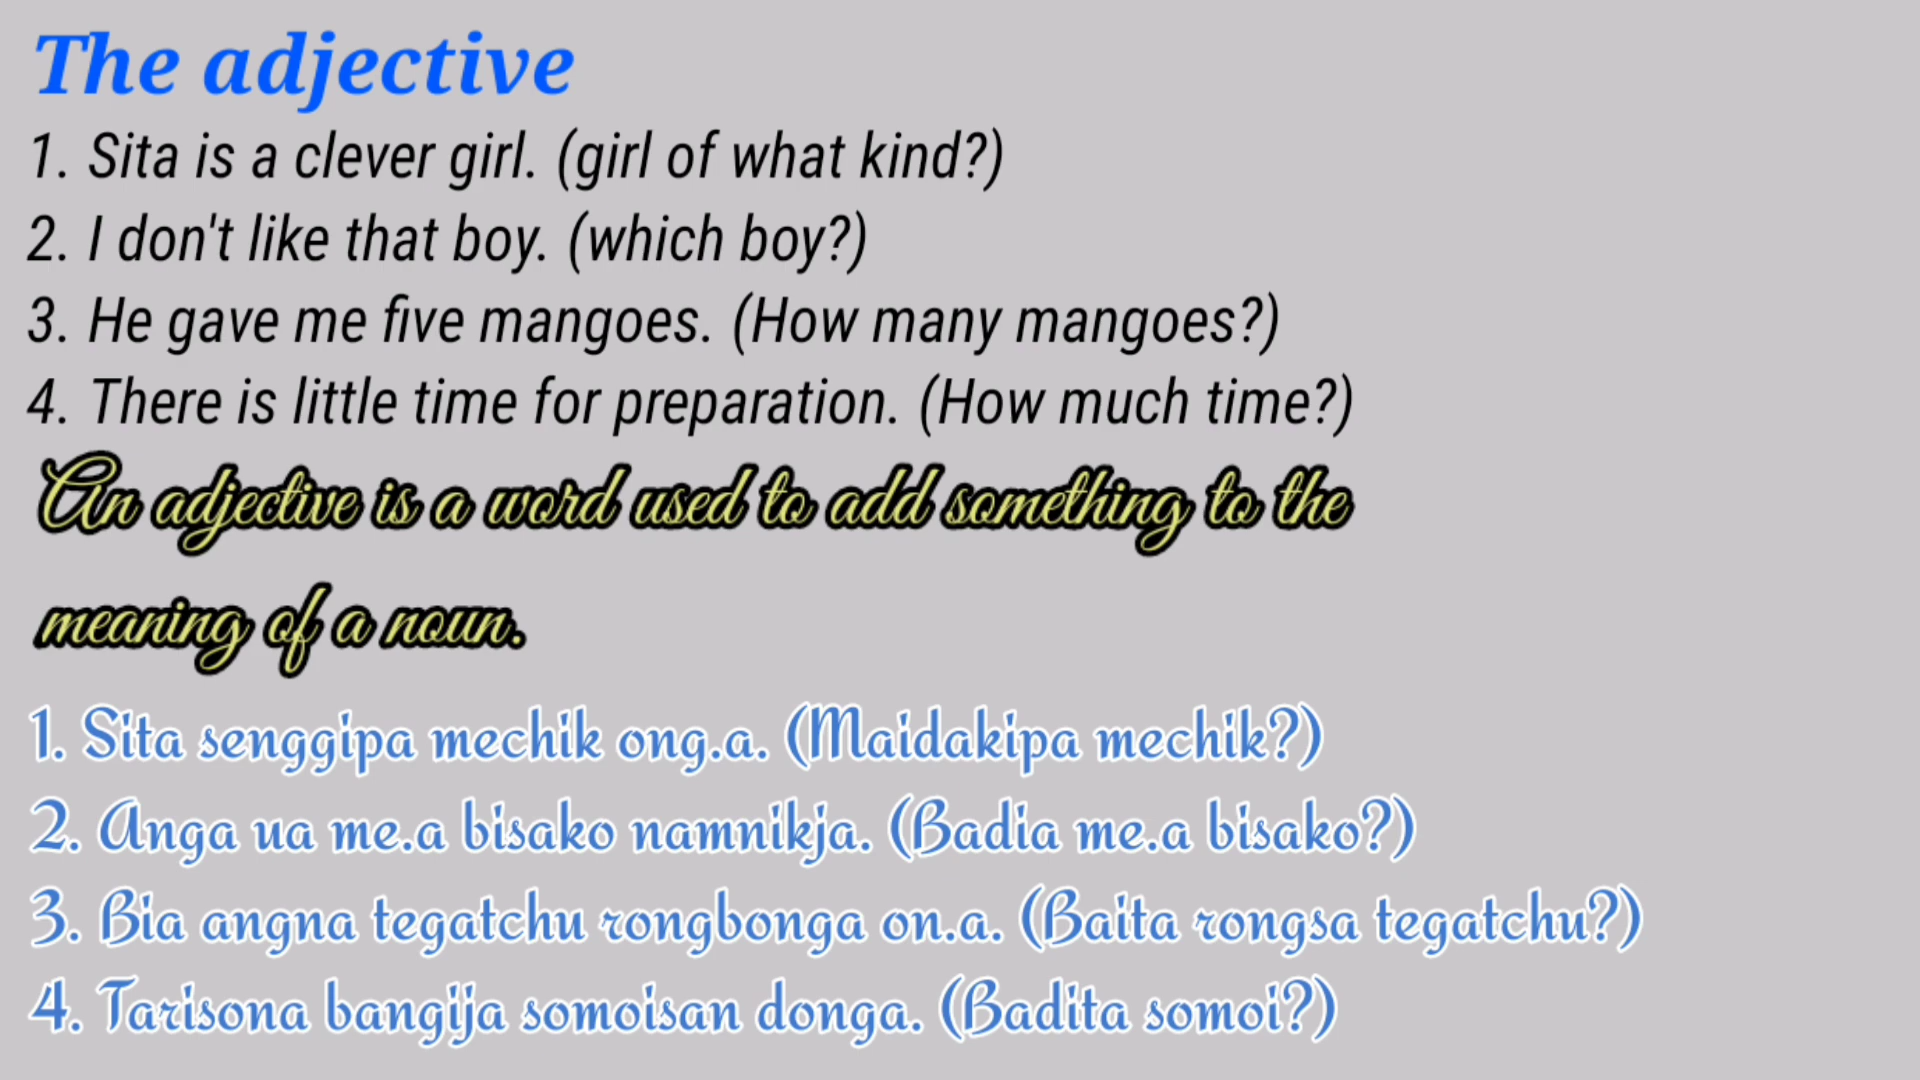 The adjective
1. Sita is a clever girl. (girl of what kind?)
2. I don't like that boy. (which boy?)
3. He gave me five mangoes. (How many mangoes?)
4. There is little time for preparation. (How much time?)
An adjective is a word used to add something to the
meaning of a noun.
1. Sita senggipa mechik ong.a. (Maidakipa mechik?)
2. Anga ua me.a bisako namnikja. (Badia me.a bisako?)
3. Bia angna tegatchu rongbonga on.a. (Baita rongsa tegatchu?)
4. Tarisona bangija somoisan donga. (Badita somoi?)